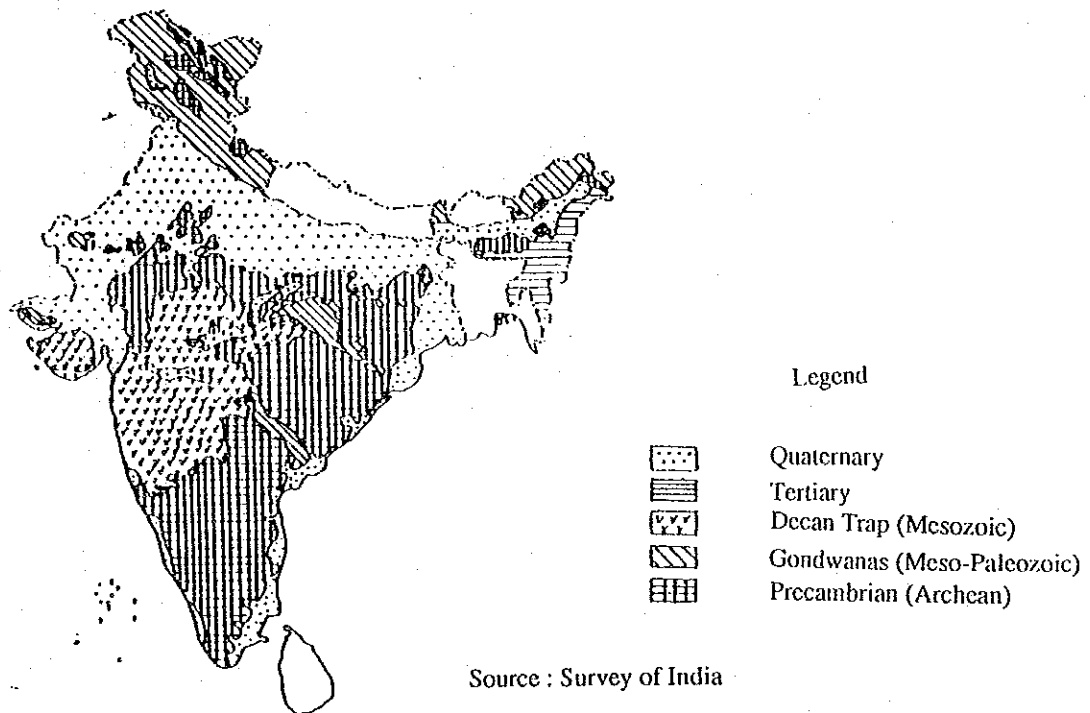 Legend
Quaternary
Tertiary
Decan Trap (Mesozoic)
Gondwanas (Meso-Paleozoic)
Precambrian (Archean)
Source : Survey of India